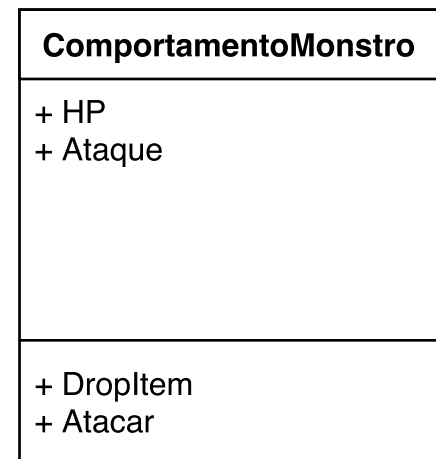 ComportamentoMonstro
+ HP
+ Ataque
+ DropItem
+ Atacar